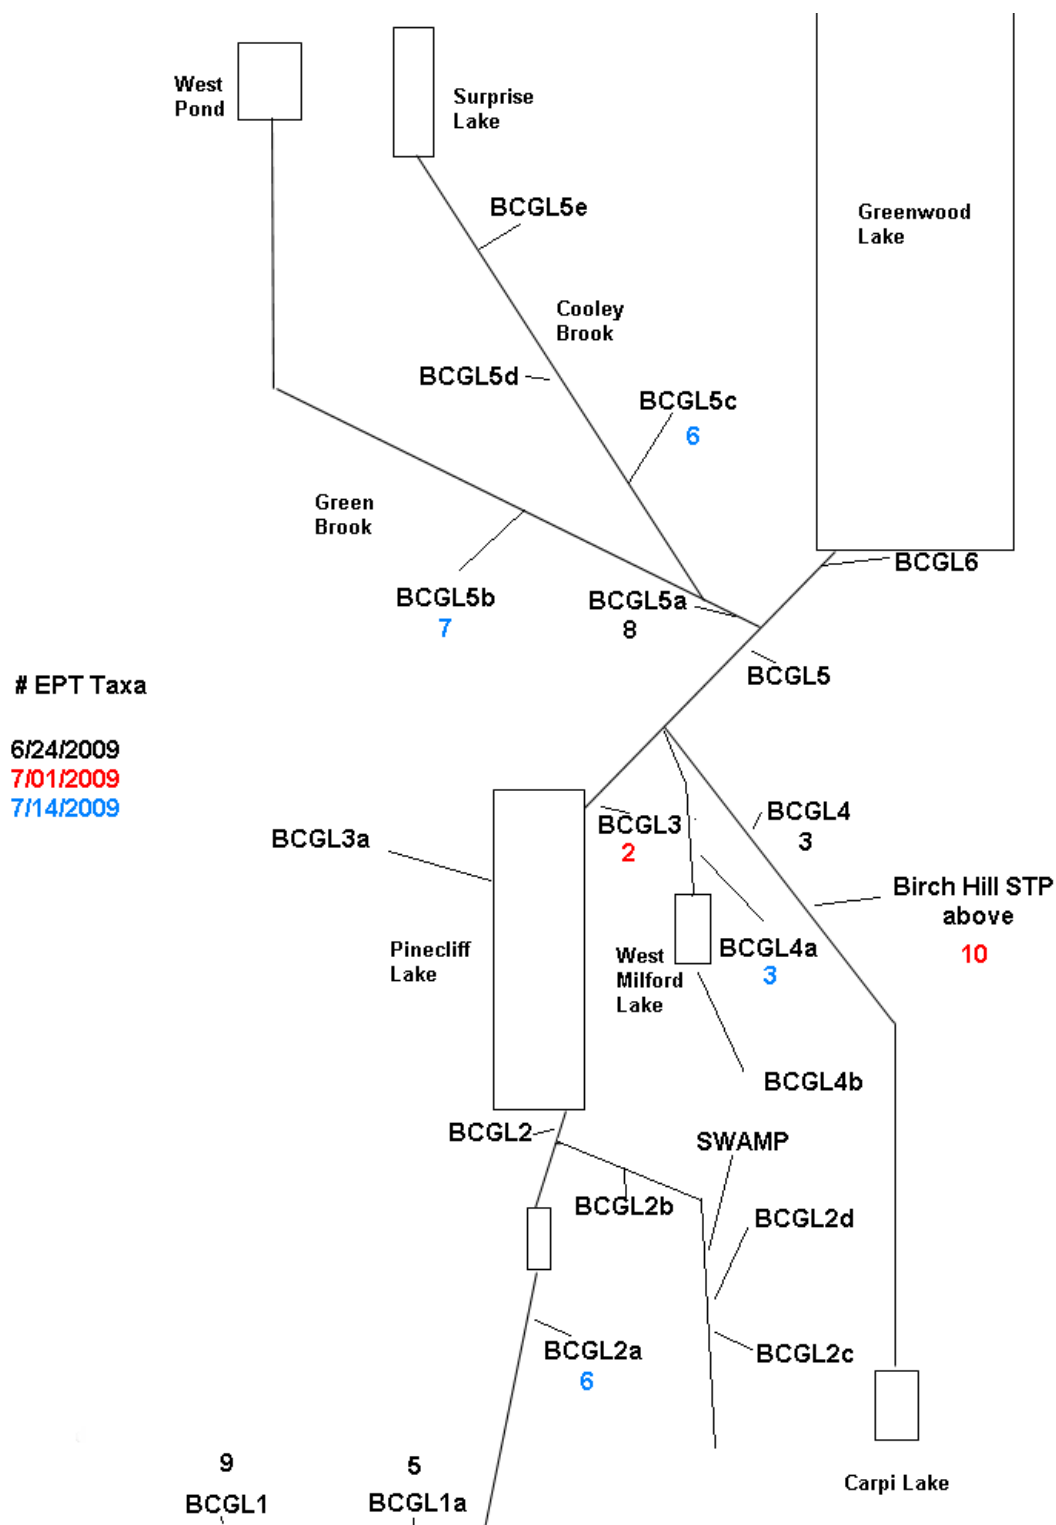 West
Pond
Surprise
Lake
BCGL5e
Greenwood
Lake
Cooley
Brook
BCGL5d
BCGL5c
6
Green
Brook
BCGL6
BCGL5b
7
BCGL5a
8
BCGL5
# EPT Taxa
6/24/2009
7/01/2009
7/14/2009
BCGL3a
BCGL3
2
BCGL4
3
Birch Hill STP
above
10
Pinecliff
Lake
West
Milford
Lake
BCGL4a
3
BCGL4b
BCGL2
SWAMP
BCGL2b
BCGL2d
BCGL2a
6
BCGL2c
9
BCGL1
5
BCGL1a
Carpi Lake